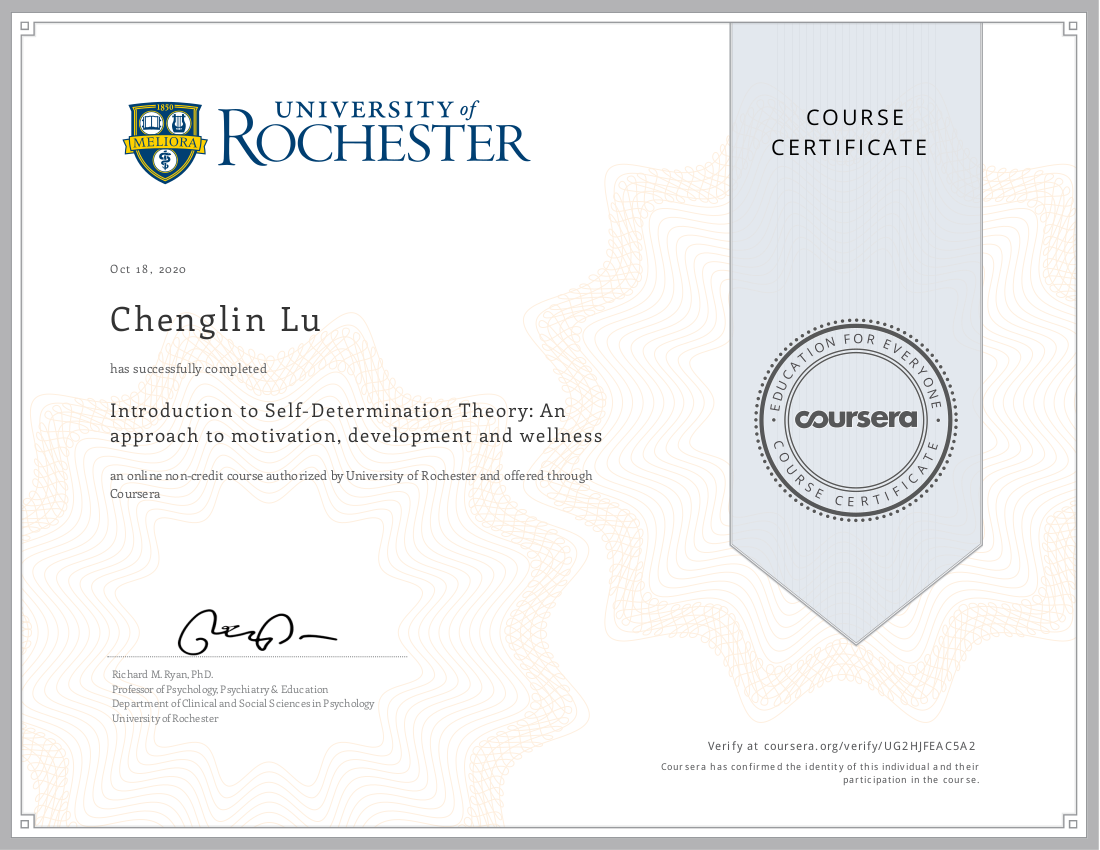 1850
MELIORA
UNIVERSITY of
ROCHESTER
COURSE
CERTIFICATE
Oct 18, 2020
Chenglin Lu
has successfully completed
Introduction to Self-Determination Theory: An
approach to motivation, development and wellness
an online non-credit course authorized by University of Rochester and offered through
Coursera
EDUCATION FOR EVERYONE
coursera
COURSE CERTIFICATE
Richard M. Ryan, PhD.
Professor of Psychology, Psychiatry & Education
Department of Clinical and Social Sciences in Psychology
University of Rochester
Verify at coursera.org/verify/UG2HJFEAC5A2
Coursera has confirmed the identity of this individual and their
participation in the course.